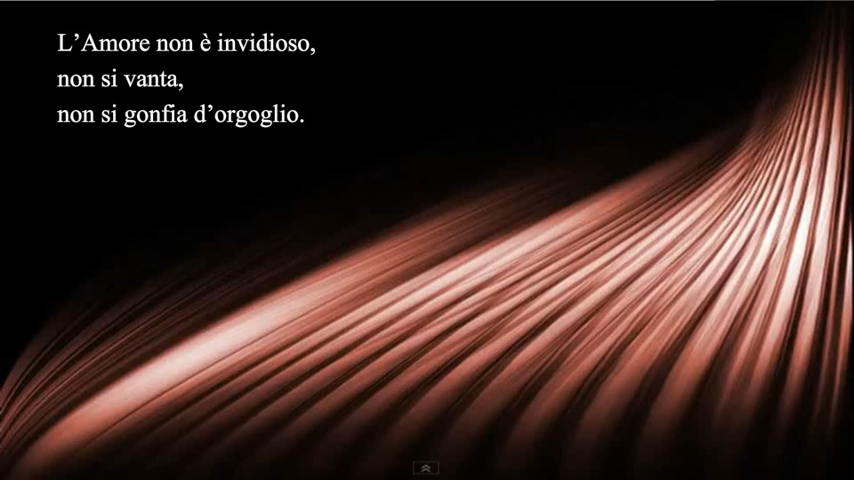 L’Amore non è invidioso,
non si vanta,
non si gonfia d’orgoglio.